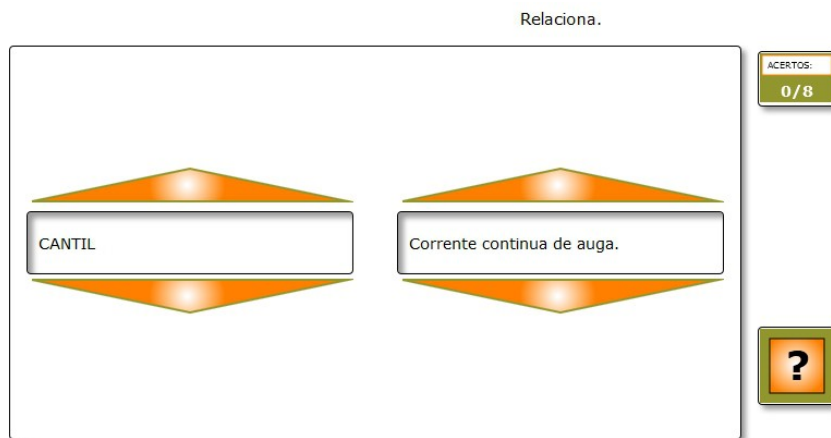 Relaciona.
ACERTOS:
0/8
CANTIL
Corrente continua de auga.
?